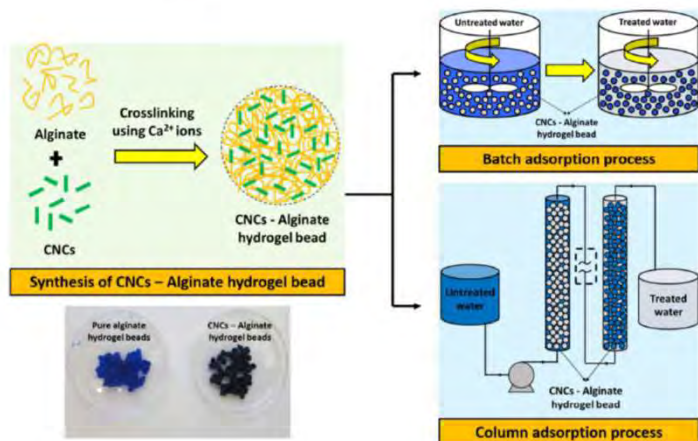 Alginate
+
CNCs
Crosslinking
using Ca²⁺ ions
CNCs - Alginate
hydrogel bead
Synthesis of CNCs – Alginate hydrogel bead
Pure alginate
hydrogel beads
CNCs – Alginate
hydrogel beads
Untreated water
Treated water
CNCs - Alginate
hydrogel bead
Batch adsorption process
Untreated
water
Treated
water
CNCs - Alginate
hydrogel bead
Column adsorption process